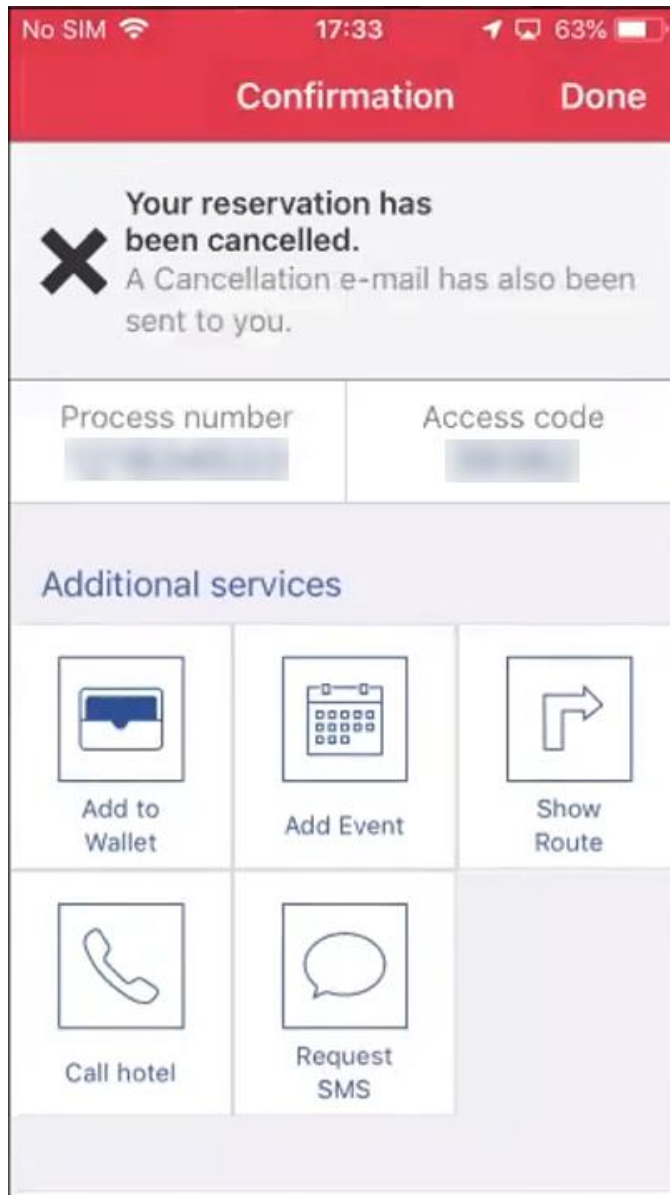 No SIM 17:33 63%
Confirmation Done
Your reservation has
been cancelled.
A Cancellation e-mail has also been
sent to you.
Process number Access code
Additional services
Add to
Wallet
Add Event
Show
Route
Call hotel
Request
SMS